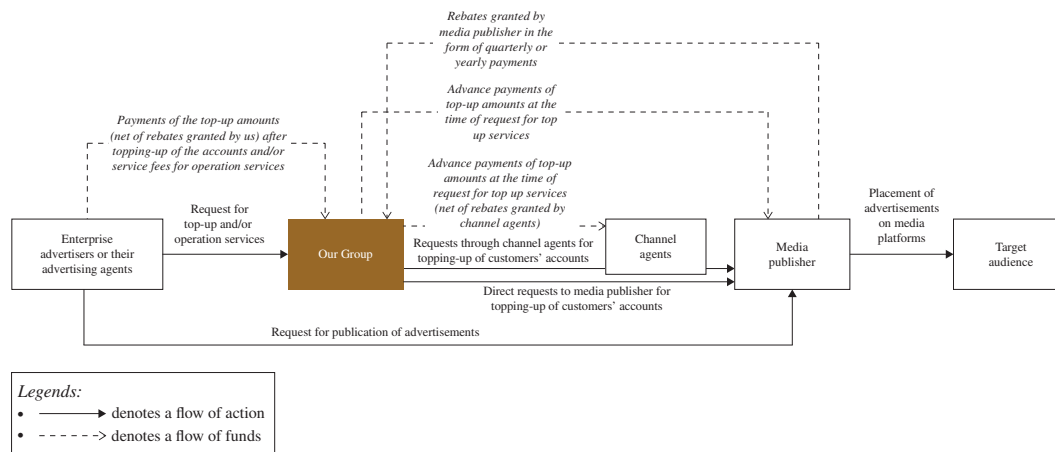 Rebates granted by
media publisher in the
form of quarterly or
yearly payments
Advance payments of
top-up amounts at the
time of request for top
up services
Payments of the top-up amounts
(net of rebates granted by us) after
topping-up of the accounts and/or
service fees for operation services
Advance payments of top-up
amounts at the time of
request for top up services
(net of rebates granted by
channel agents)
Enterprise
advertisers or their
advertising agents
Request for
top-up and/or
operation services
Our Group
Requests through channel agents for
topping-up of customers’ accounts
Channel
agents
Direct requests to media publisher for
topping-up of customers’ accounts
Media
publisher
Placement of
advertisements
on media
platforms
Target
audience
Request for publication of advertisements
Legends:
• denotes a flow of action
• denotes a flow of funds